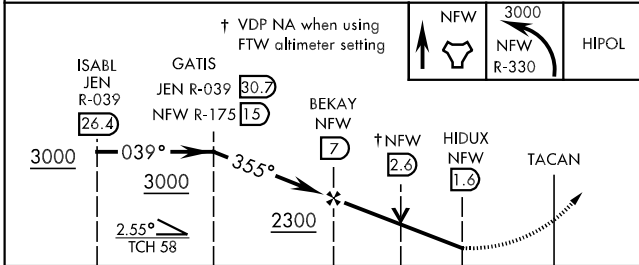 † VDP NA when using
FTW altimeter setting
NFW
3000
NFW
R-330
HIPOL
ISABL
JEN
R-039
26.4
GATIS
JEN R-039 30.7
NFW R-175 15
BEKAY
NFW
7
†NFW
2.6
HIDUX
NFW
1.6
TACAN
3000
039°
3000
355°
2300
2.55°
TCH 58